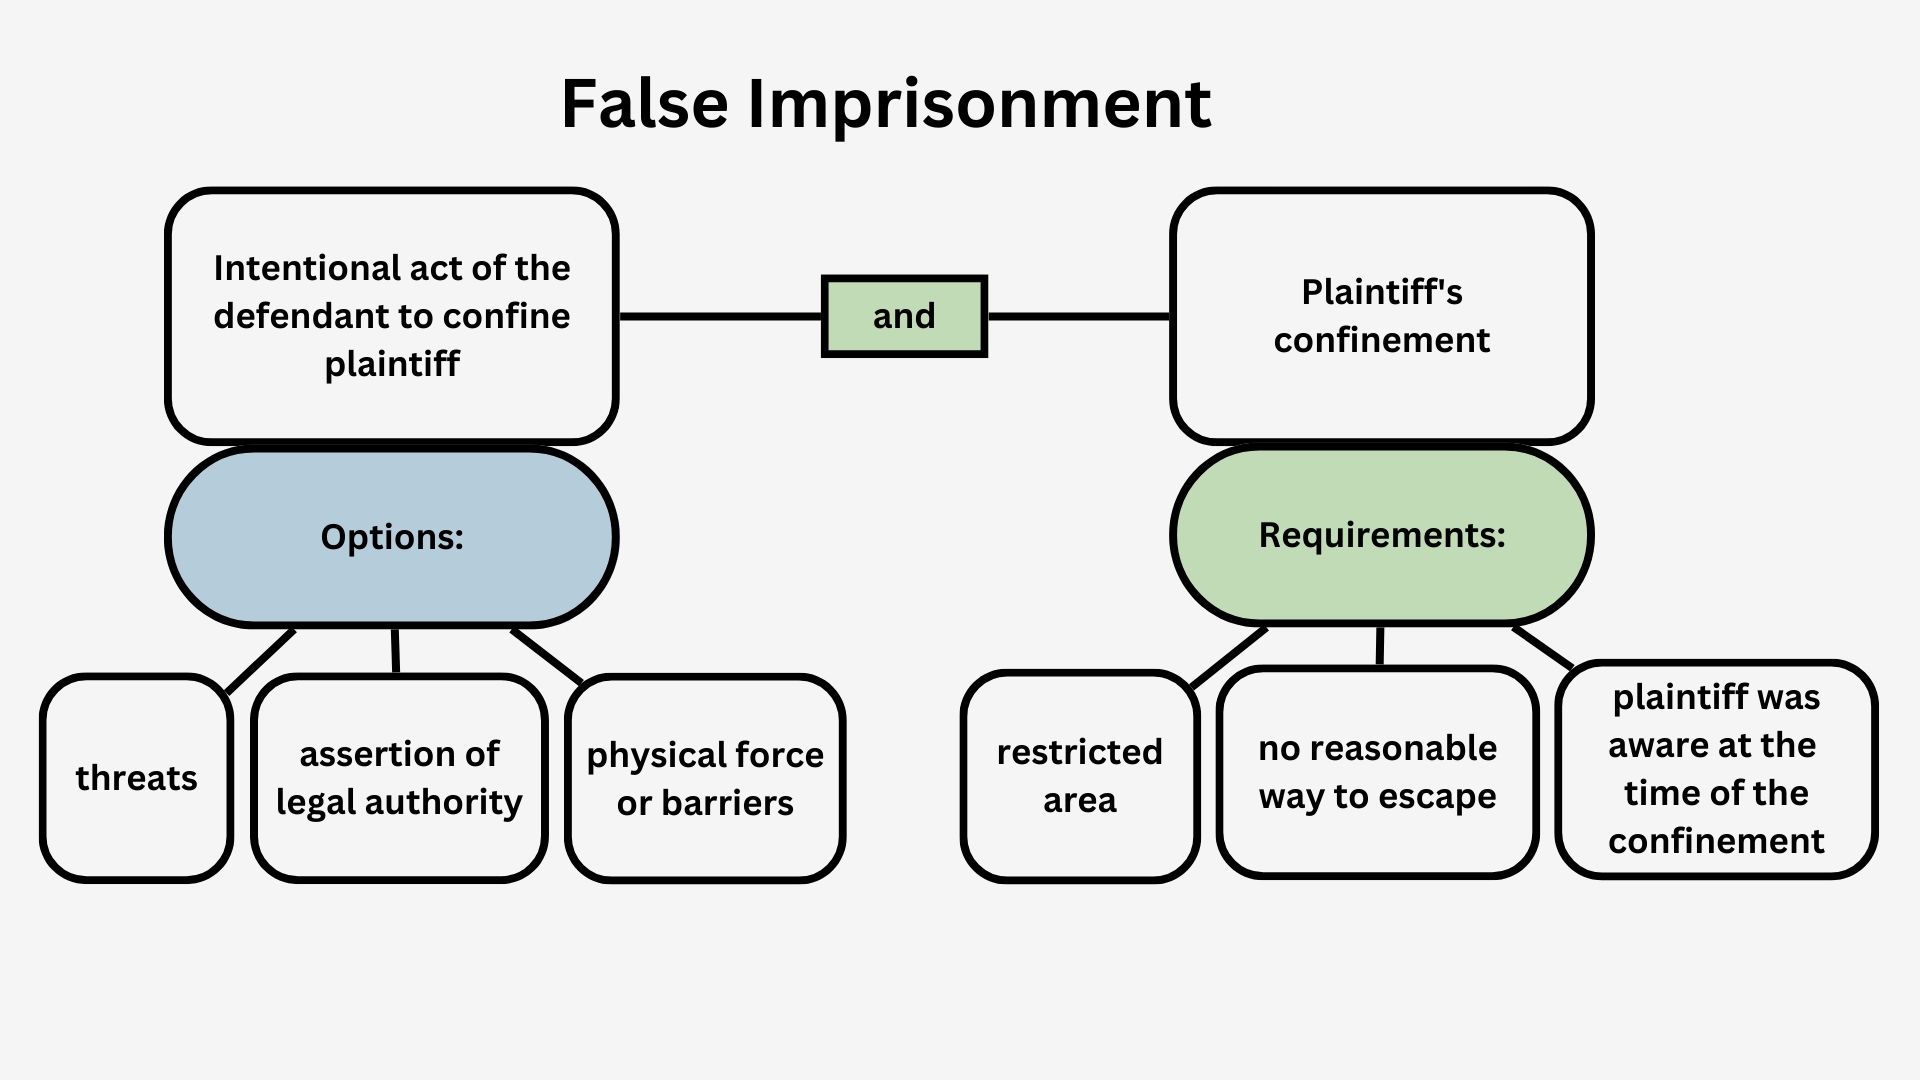 False Imprisonment
Intentional act of the
defendant to confine
plaintiff
and
Plaintiff's
confinement
Options:
Requirements:
threats
assertion of
legal authority
physical force
or barriers
restricted
area
no reasonable
way to escape
plaintiff was
aware at the
time of the
confinement